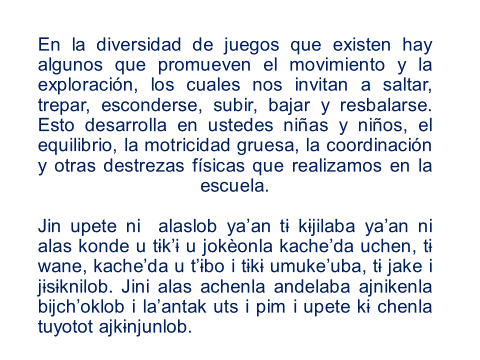 En la diversidad de juegos que existen hay
algunos que promueven el movimiento y la
exploración, los cuales nos invitan a saltar,
trepar, esconderse, subir, bajar y resbalarse.
Esto desarrolla en ustedes niñas y niños, el
equilibrio, la motricidad gruesa, la coordinación
y otras destrezas físicas que realizamos en la
escuela.
Jin upete ni alaslob ya’an tɨ kɨjilaba ya’an ni
alas konde u tɨk’ɨ u jokèonla kache’da uchen, tɨ
wane, kache’da u t’ɨbo i tɨkɨ umuke’uba, tɨ jake i
jɨsɨknilob. Jini alas achenla andelaba ajnikenla
bijch’oklob i la’antak uts i pim i upete kɨ chenla
tuyotot ajkɨnjunlob.